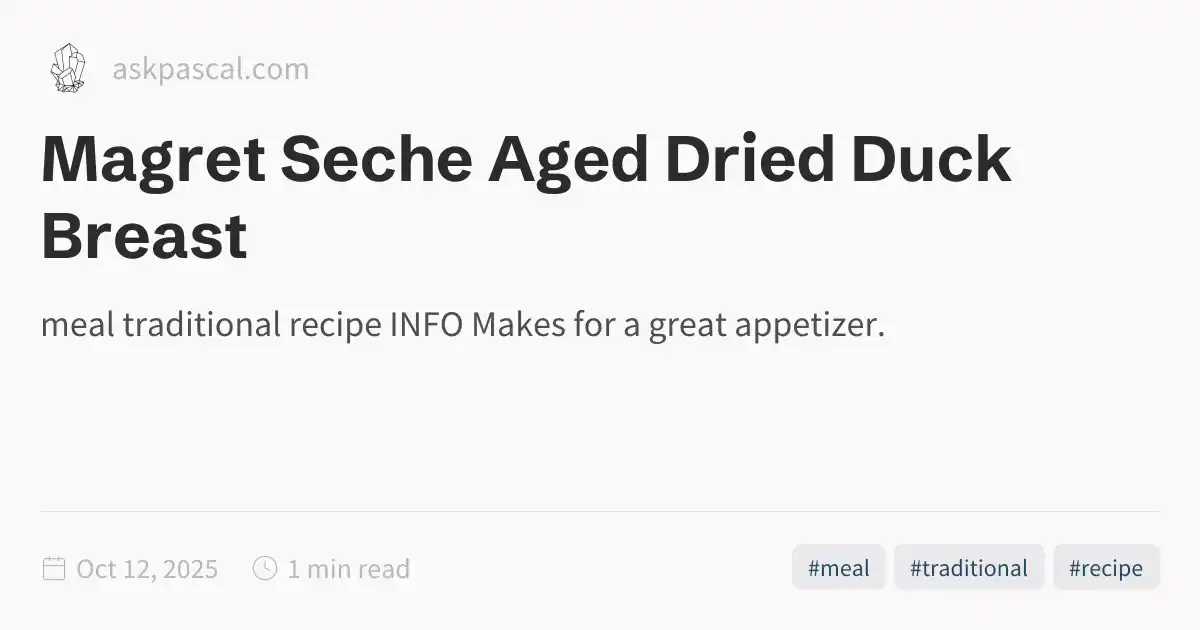 askpascal.com
Magret Seche Aged Dried Duck
Breast
meal traditional recipe INFO Makes for a great appetizer.
Oct 12, 2025
1 min read
#meal
#traditional
#recipe